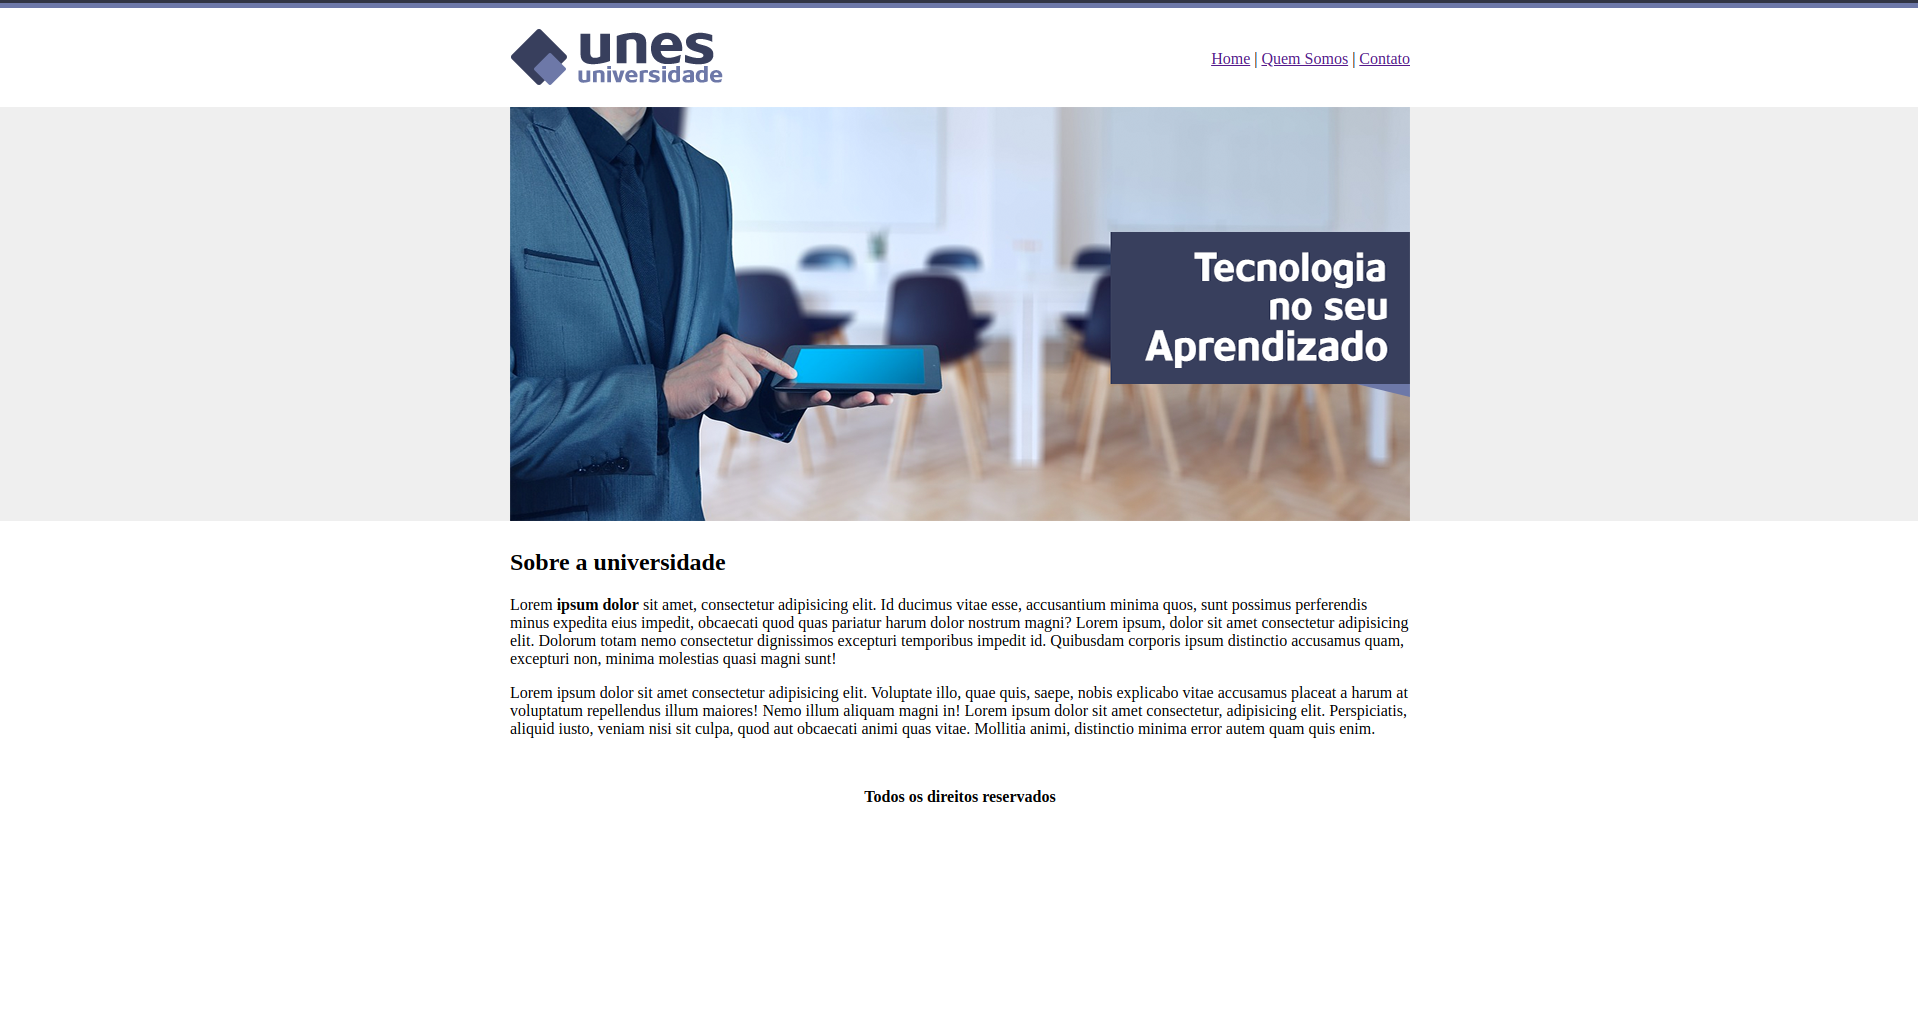 unes
universidade
Home | Quem Somos | Contato
Tecnologia
no seu
Aprendizado
Sobre a universidade
Lorem ipsum dolor sit amet, consectetur adipisicing elit. Id ducimus vitae esse, accusantium minima quos, sunt possimus perferendis
minus expedita eius impedit, obcaecati quod quas pariatur harum dolor nostrum magni? Lorem ipsum, dolor sit amet consectetur adipisicing
elit. Dolorum totam nemo consectetur dignissimos excepturi temporibus impedit id. Quibusdam corporis ipsum distinctio accusamus quam,
excepturi non, minima molestias quasi magni sunt!
Lorem ipsum dolor sit amet consectetur adipisicing elit. Voluptate illo, quae quis, saepe, nobis explicabo vitae accusamus placeat a harum at
voluptatum repellendus illum maiores! Nemo illum aliquam magni in! Lorem ipsum dolor sit amet consectetur, adipisicing elit. Perspiciatis,
aliquid iusto, veniam nisi sit culpa, quod aut obcaecati animi quas vitae. Mollitia animi, distinctio minima error autem quam quis enim.
Todos os direitos reservados